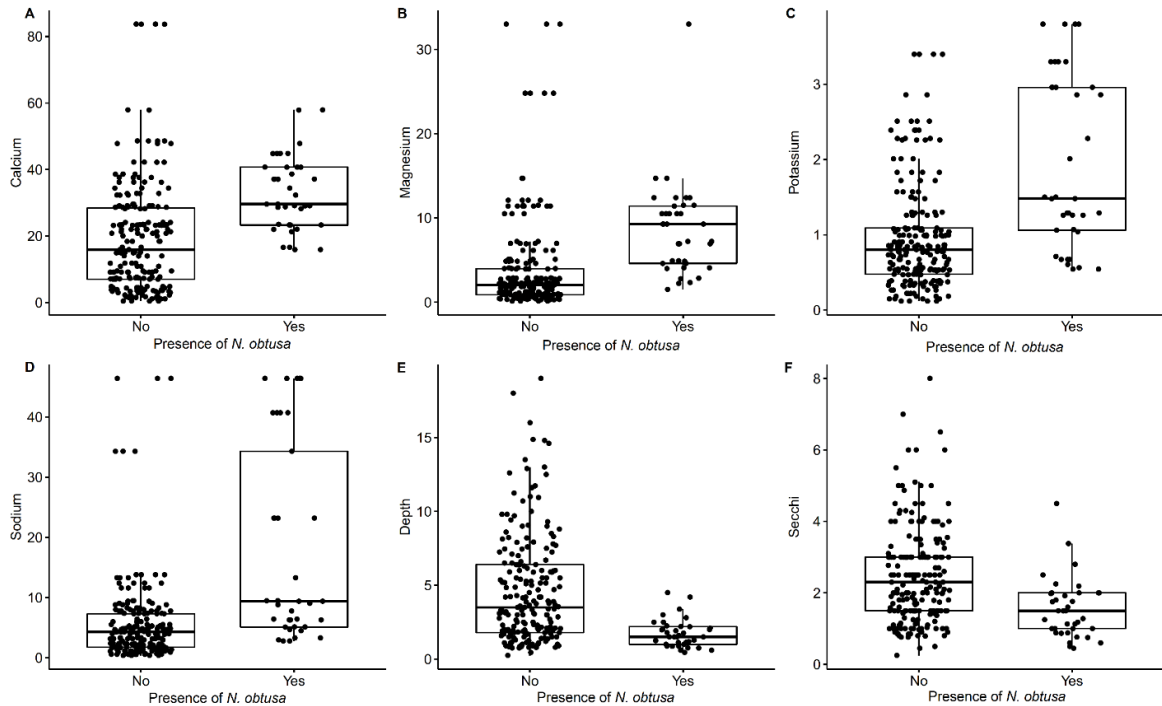 A
Calcium
80
60
40
20
0
No Yes
Presence of N. obtusa
B
Magnesium
30
20
10
0
No Yes
Presence of N. obtusa
C
Potassium
3
2
1
0
No Yes
Presence of N. obtusa
D
Sodium
40
30
20
10
0
No Yes
Presence of N. obtusa
E
Depth
15
10
5
0
No Yes
Presence of N. obtusa
F
Secchi
8
6
4
2
0
No Yes
Presence of N. obtusa